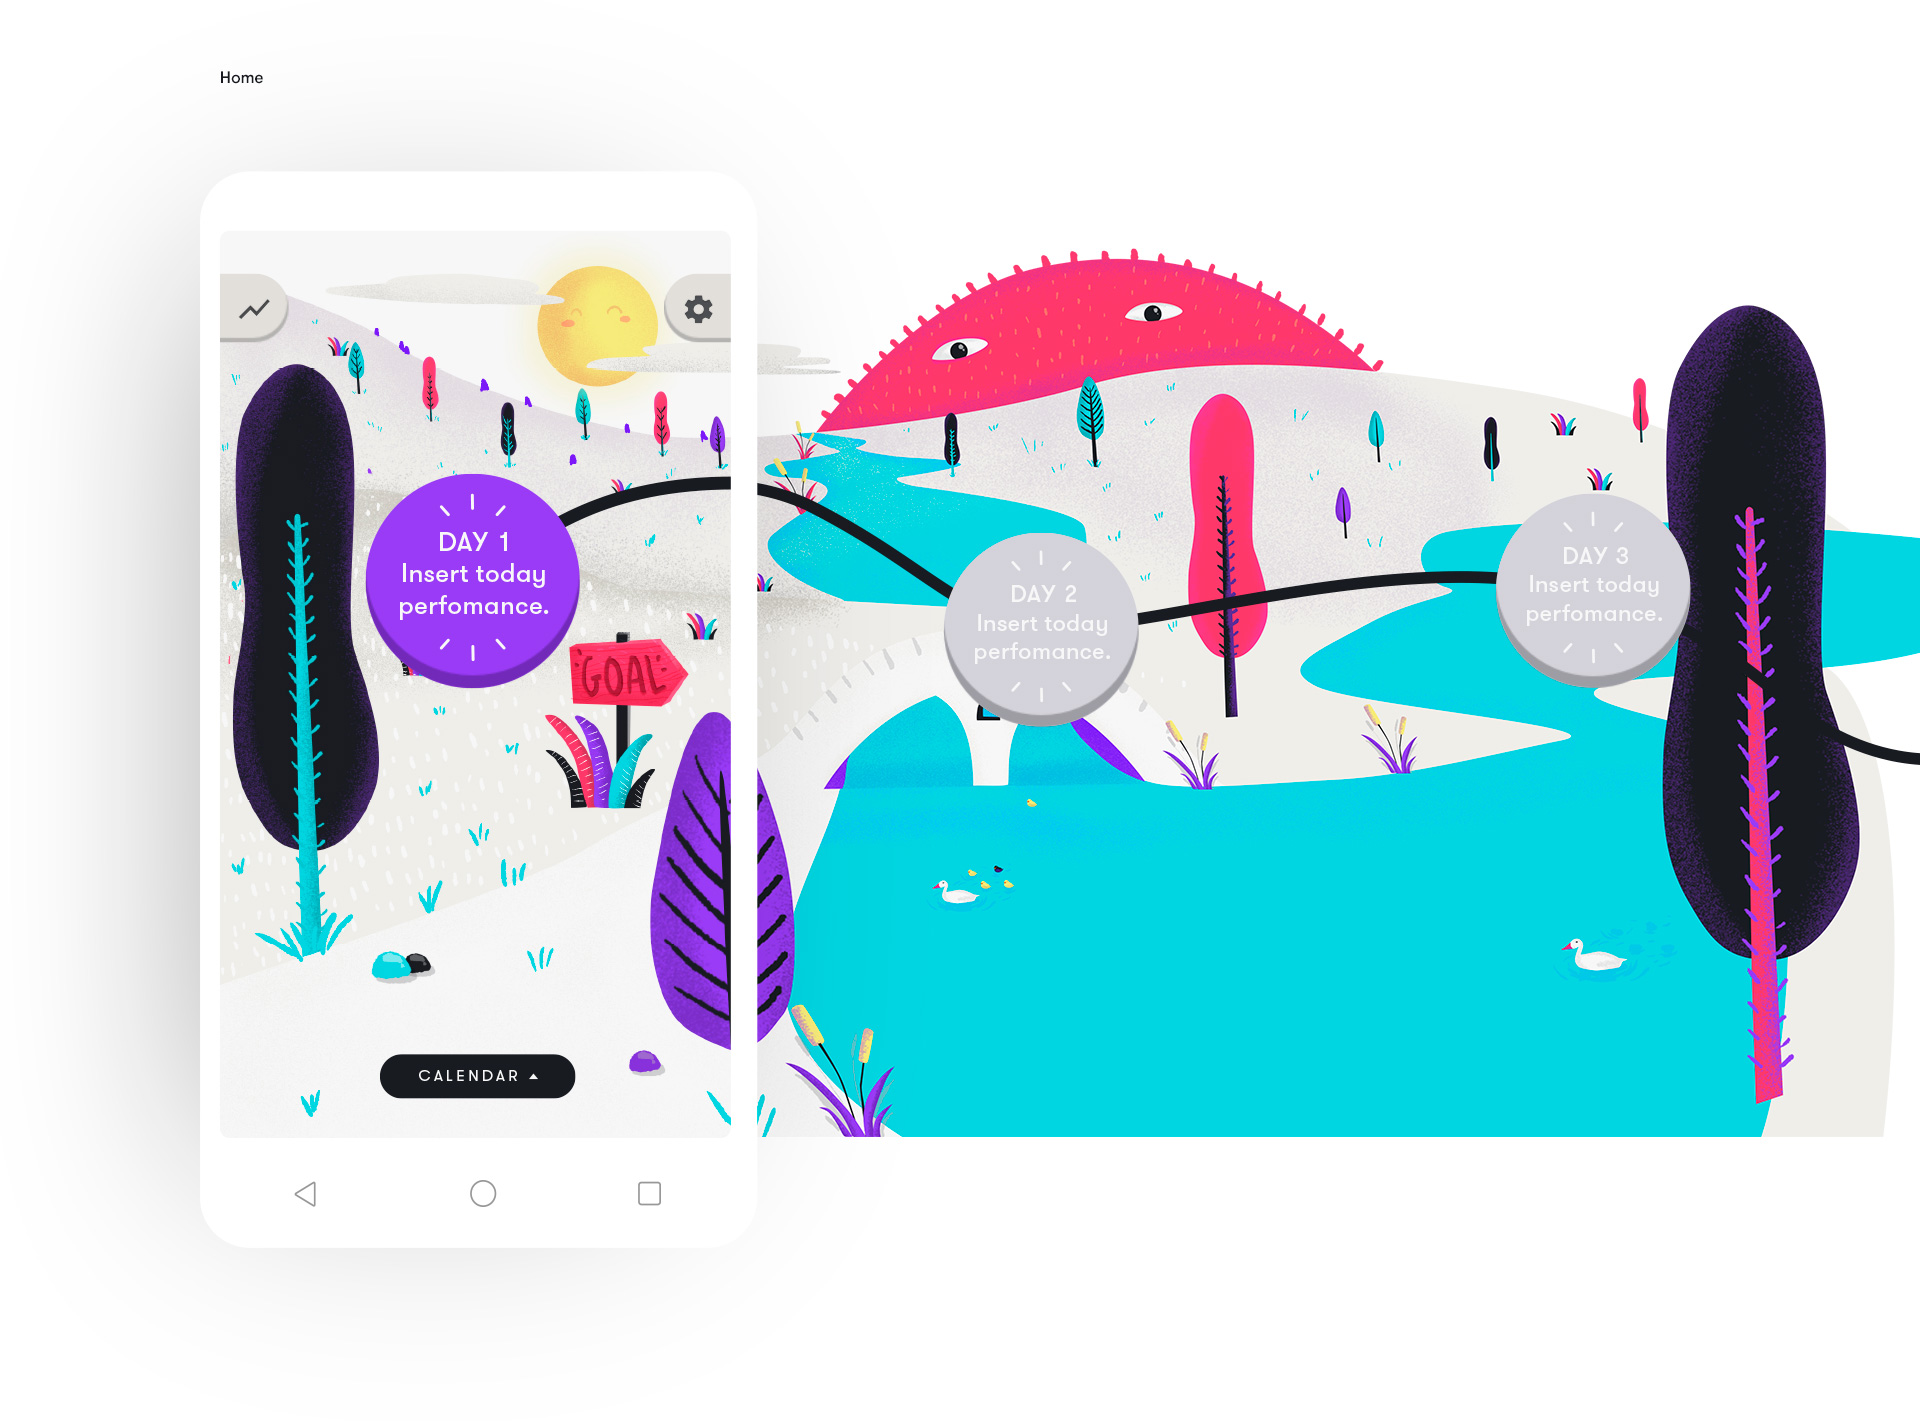 Home
DAY 1
Insert today
perfomance.
GOAL
DAY 2
Insert today
perfomance.
DAY 3
Insert today
perfomance.
CALENDAR